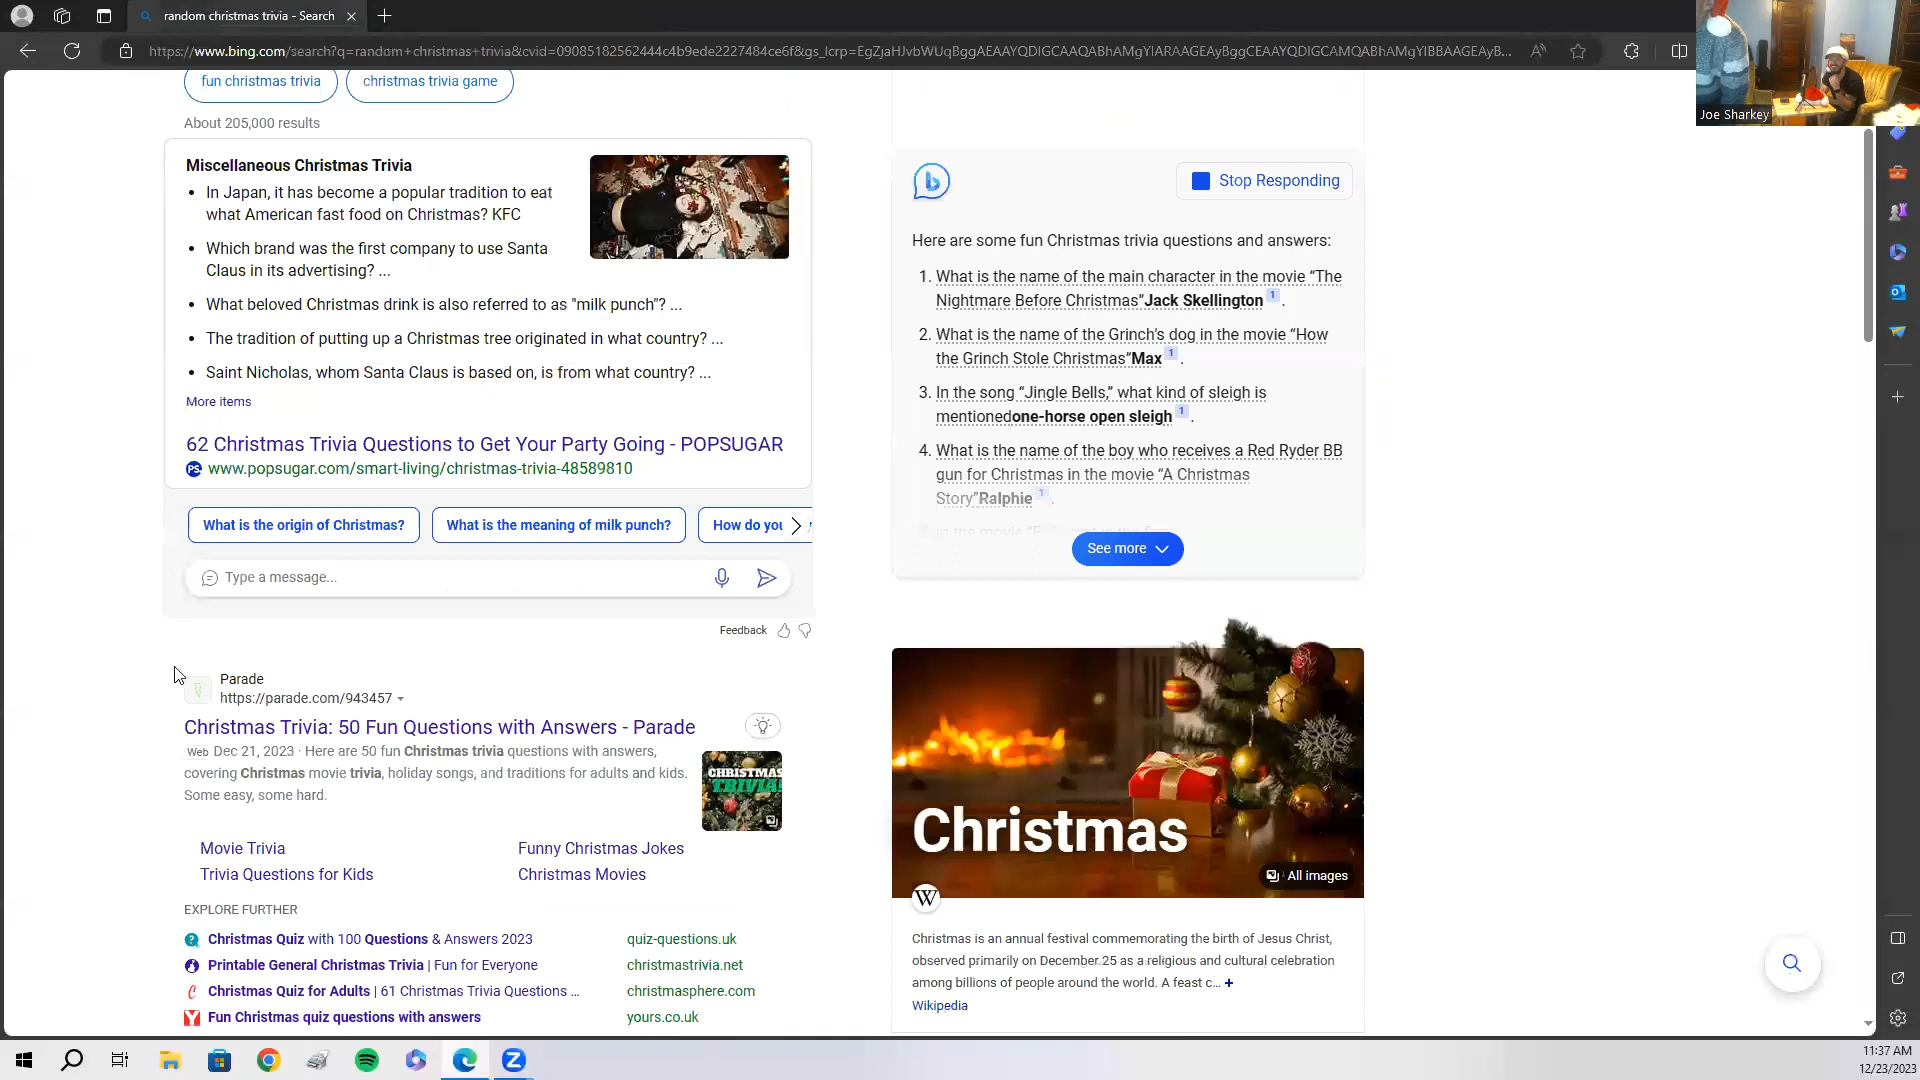 random christmas trivia - Search
https://www.bing.com/search?q=random+christmas+trivia&cvid=09085182562444c4b9ede2227484ce6f&gs_lcrp=EgZjaHJvbWUqBggAEAAYQDIGCAAQABhAMgYIARAAGEAyBggCEAAYQDIGCAMQABhAMgYIBBAAGEAyB...
Joe Sharkey
fun christmas trivia
christmas trivia game
About 205,000 results
Miscellaneous Christmas Trivia
In Japan, it has become a popular tradition to eat
what American fast food on Christmas? KFC
Which brand was the first company to use Santa
Claus in its advertising? ...
What beloved Christmas drink is also referred to as "milk punch"? ...
The tradition of putting up a Christmas tree originated in what country? ...
Saint Nicholas, whom Santa Claus is based on, is from what country? ...
More items
62 Christmas Trivia Questions to Get Your Party Going - POPSUGAR
PS www.popsugar.com/smart-living/christmas-trivia-48589810
What is the origin of Christmas?
What is the meaning of milk punch?
How do you
Type a message...
Feedback
Parade
https://parade.com/943457
Christmas Trivia: 50 Fun Questions with Answers - Parade
Web Dec 21, 2023 · Here are 50 fun Christmas trivia questions with answers,
covering Christmas movie trivia, holiday songs, and traditions for adults and kids.
Some easy, some hard.
CHRISTMAS
TRIVIA!
Movie Trivia
Funny Christmas Jokes
Trivia Questions for Kids
Christmas Movies
EXPLORE FURTHER
Christmas Quiz with 100 Questions & Answers 2023
quiz-questions.uk
Printable General Christmas Trivia | Fun for Everyone
christmastrivia.net
Christmas Quiz for Adults | 61 Christmas Trivia Questions ...
christmasphere.com
Fun Christmas quiz questions with answers
yours.co.uk
Stop Responding
Here are some fun Christmas trivia questions and answers:
1. What is the name of the main character in the movie “The
Nightmare Before Christmas”Jack Skellington 1 .
2. What is the name of the Grinch’s dog in the movie “How
the Grinch Stole Christmas”Max 1 .
3. In the song “Jingle Bells,” what kind of sleigh is
mentionedone-horse open sleigh 1 .
4. What is the name of the boy who receives a Red Ryder BB
gun for Christmas in the movie “A Christmas
Story”Ralphie 1 .
See more
Christmas
All images
W
Christmas is an annual festival commemorating the birth of Jesus Christ,
observed primarily on December 25 as a religious and cultural celebration
among billions of people around the world. A feast c... +
Wikipedia
11:37 AM
12/23/2023